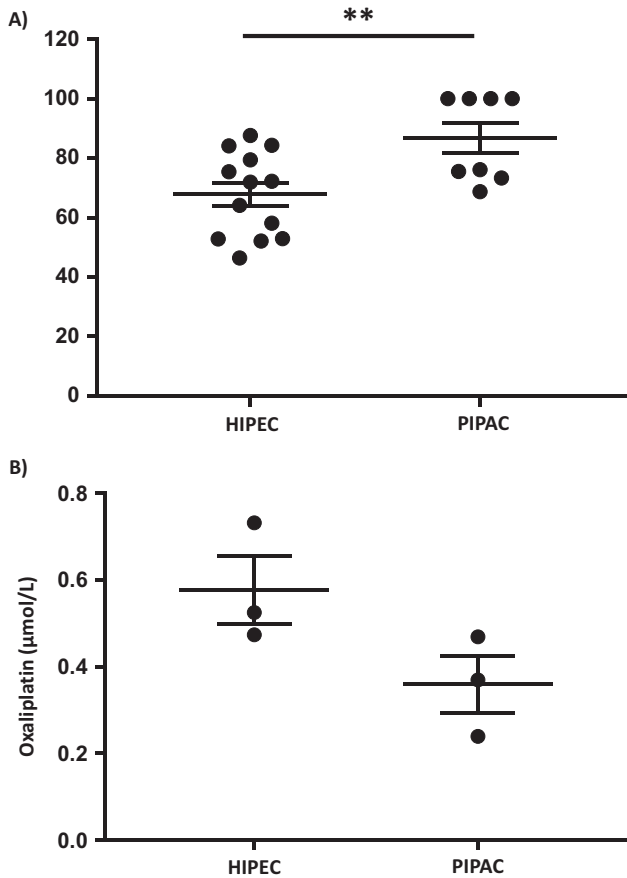 A)
**
120
100
80
60
40
20
0
HIPEC PIPAC
B)
Oxaliplatin (μmol/L)
0.8
0.6
0.4
0.2
0.0
HIPEC PIPAC